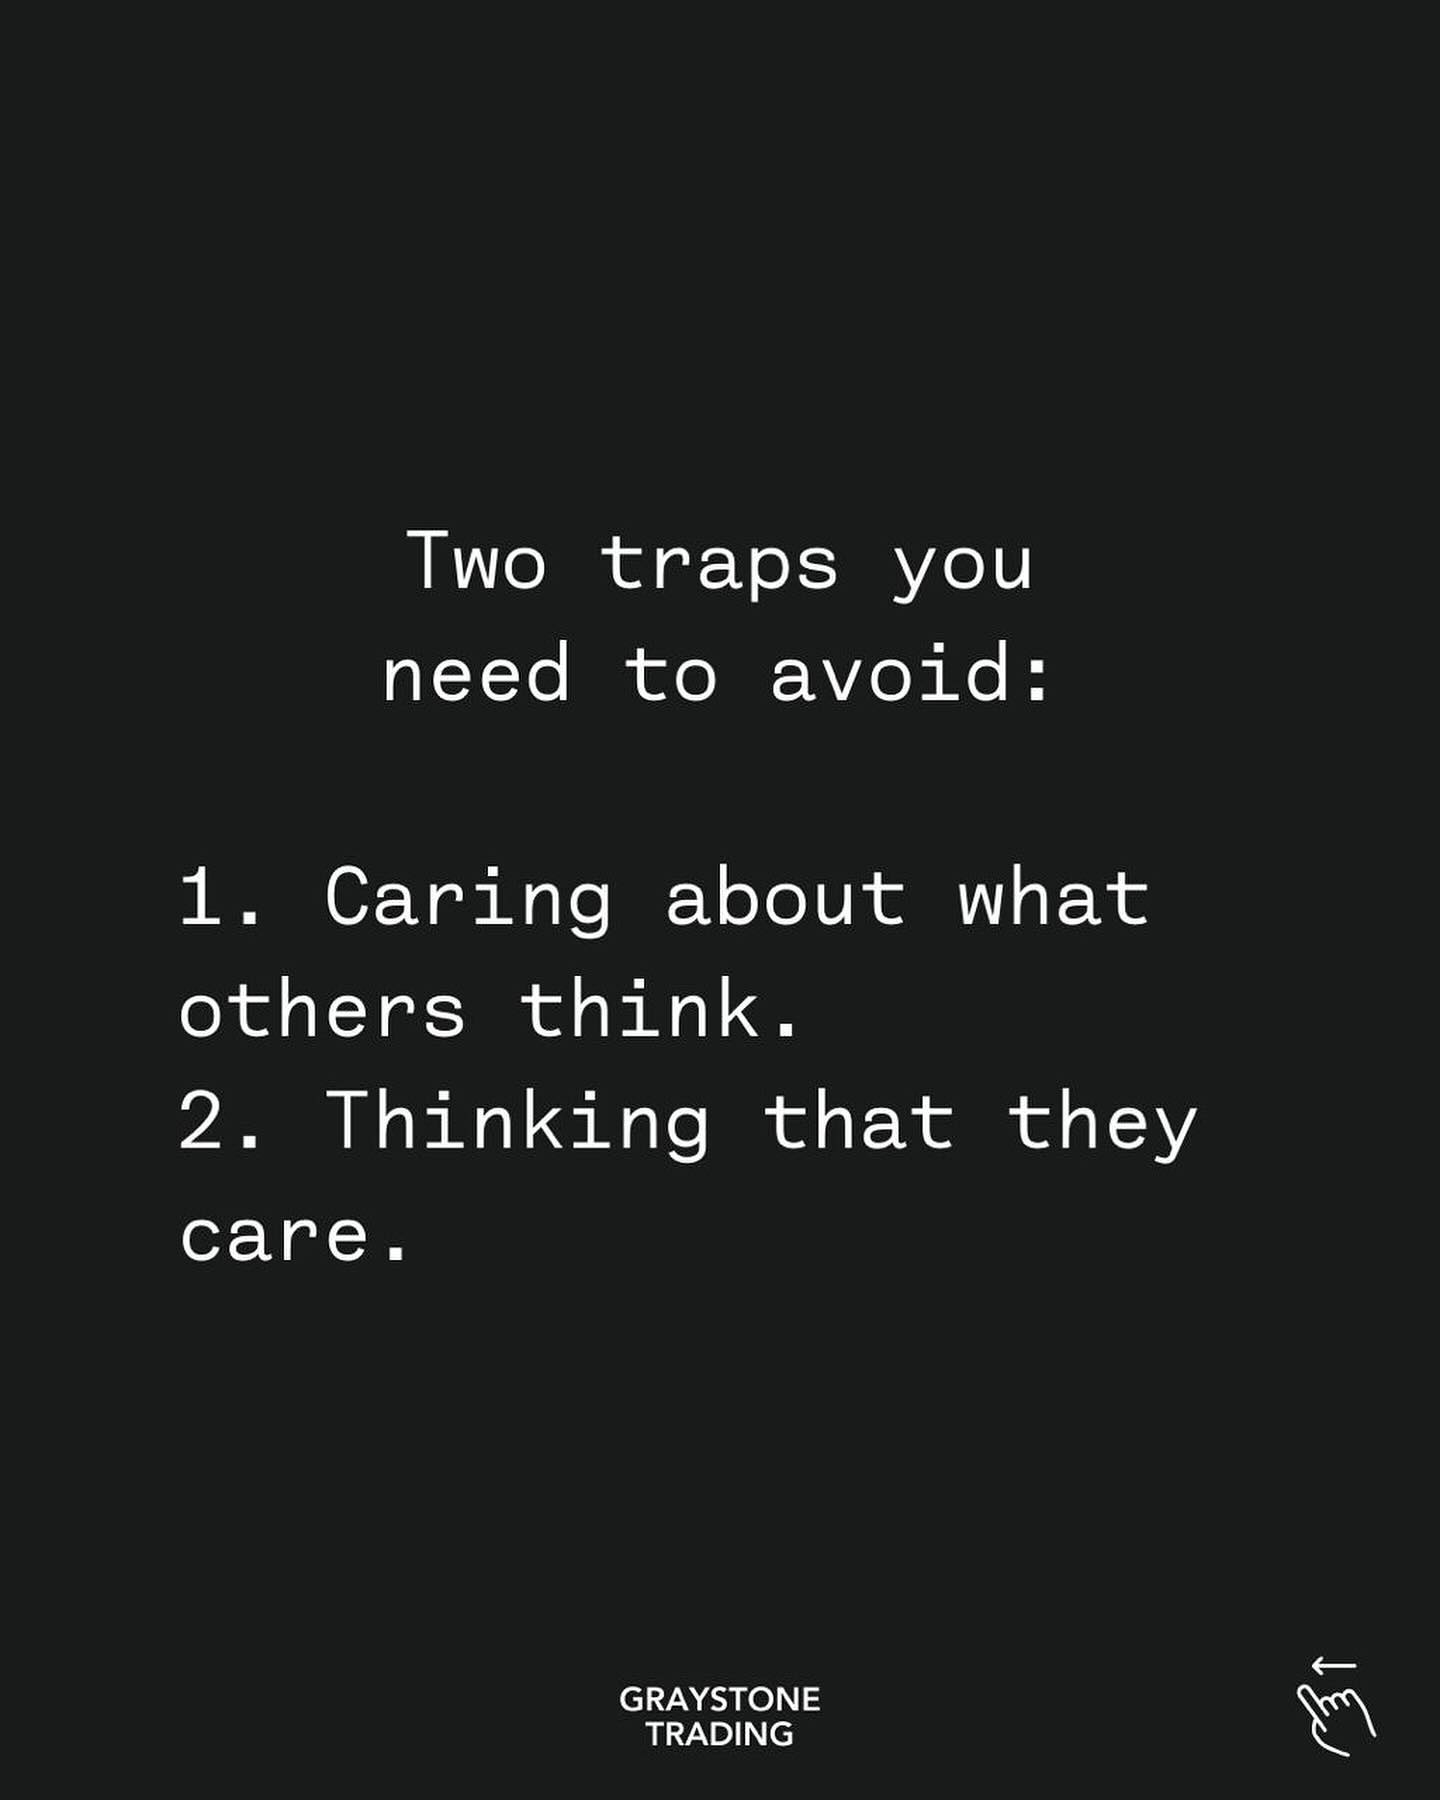 Two traps you
need to avoid:
1. Caring about what
others think.
2. Thinking that they
care.
GRAYSTONE
TRADING